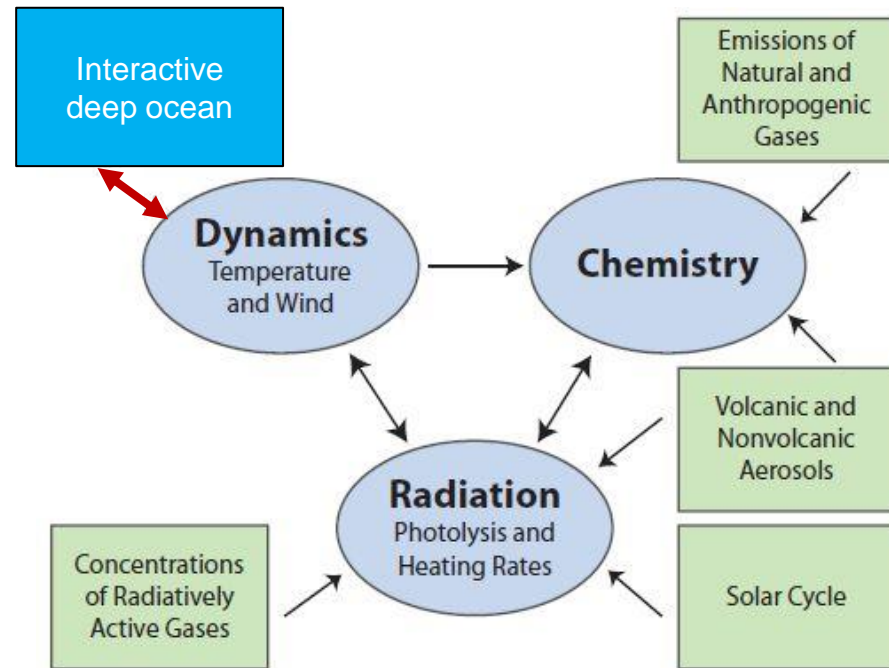 Interactive
deep ocean
Emissions of
Natural and
Anthropogenic
Gases
Dynamics
Temperature
and Wind
Chemistry
Volcanic and
Nonvolcanic
Aerosols
Radiation
Photolysis and
Heating Rates
Concentrations
of Radiatively
Active Gases
Solar Cycle